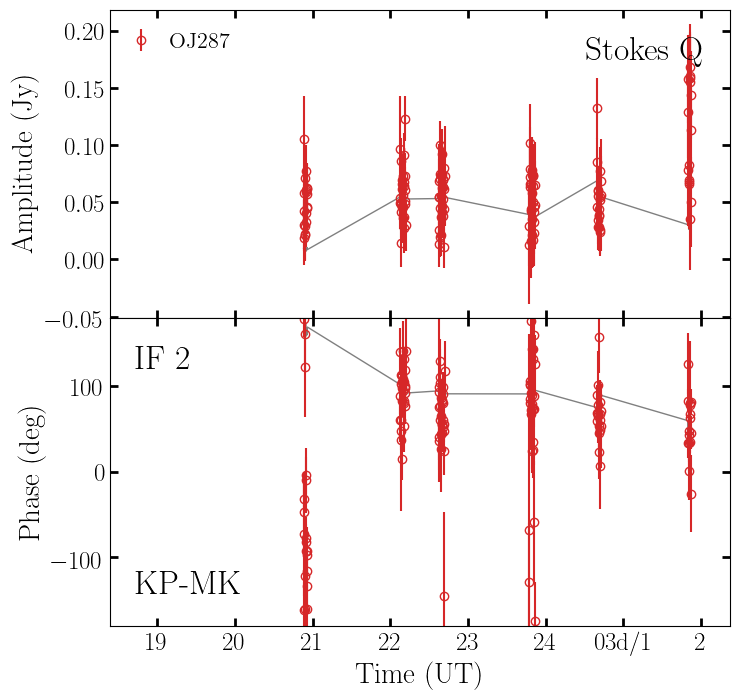 OJ287
Stokes Q
Amplitude (Jy)
0.20
0.15
0.10
0.05
0.00
−0.05
IF 2
Phase (deg)
100
0
−100
KP-MK
19 20 21 22 23 24 03d/1 2
Time (UT)